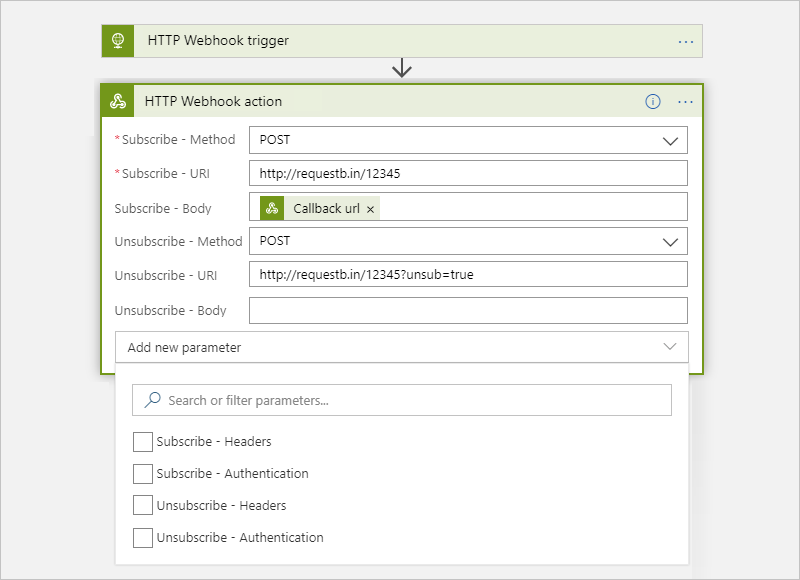 HTTP Webhook trigger
HTTP Webhook action
*Subscribe - Method POST
*Subscribe - URI http://requestb.in/12345
Subscribe - Body Callback url ×
Unsubscribe - Method POST
Unsubscribe - URI http://requestb.in/12345?unsub=true
Unsubscribe - Body
Add new parameter
Search or filter parameters...
Subscribe - Headers
Subscribe - Authentication
Unsubscribe - Headers
Unsubscribe - Authentication